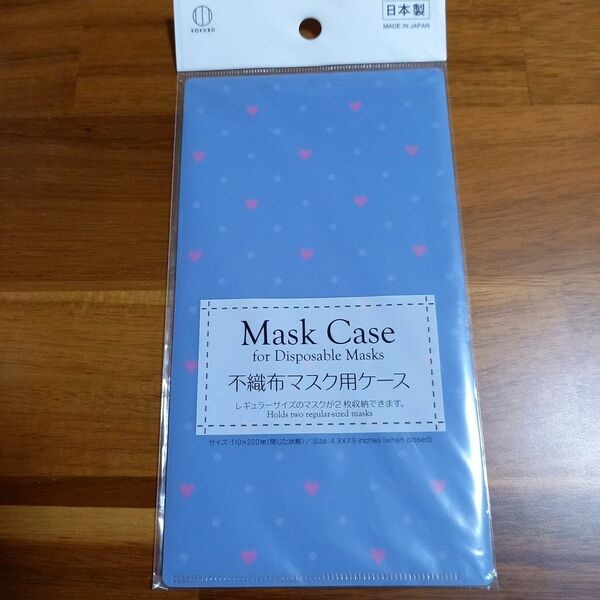 KOKUBO
日本製
MADE IN JAPAN
Mask Case
for Disposable Masks
不織布マスク用ケース
レギュラーサイズのマスクが2枚収納できます。
Holds two regular-sized masks
サイズ:110×200㎜(閉じた状態)/Size:4.3×7.9 inches(when closed)